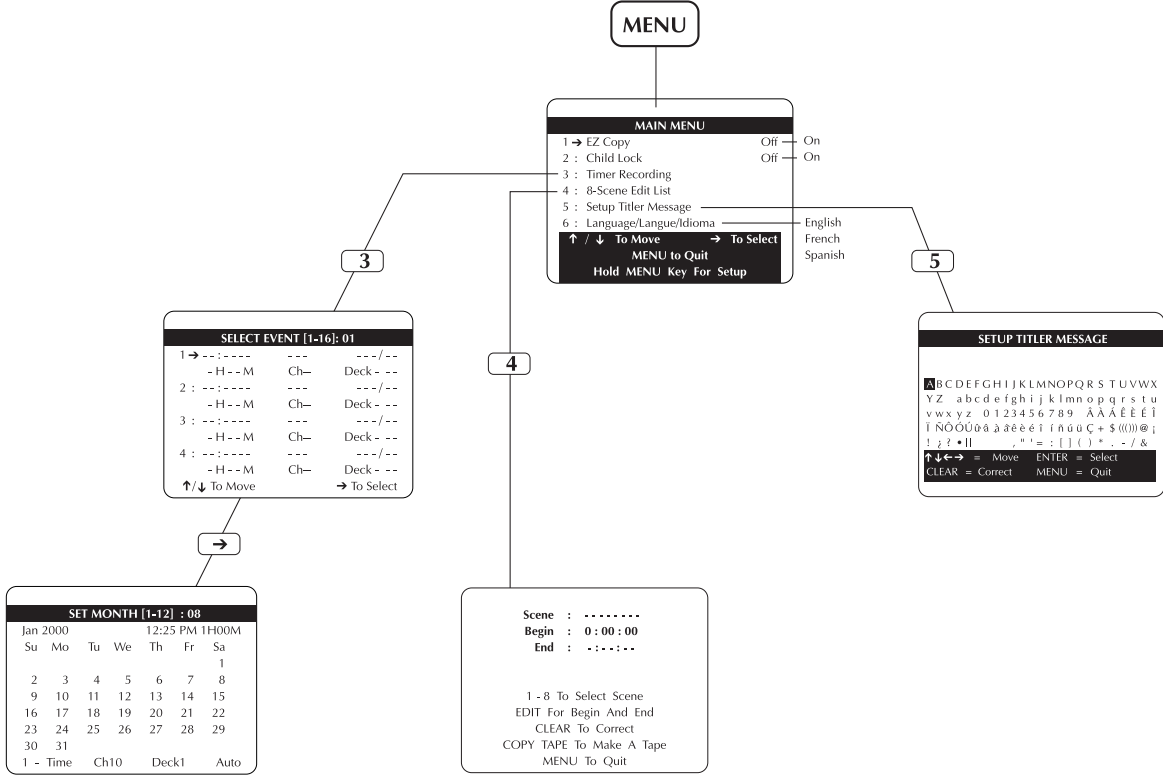 MENU
MAIN MENU
1 → EZ Copy Off — On
2 : Child Lock Off — On
3 : Timer Recording
4 : 8-Scene Edit List
5 : Setup Titler Message
6 : Language/Langue/Idioma English
French
Spanish
↑ / ↓ To Move → To Select
MENU to Quit
Hold MENU Key For Setup
3
4
5
SELECT EVENT [1-16]: 01
1 → - - : - - - - - - - - - - / - -
- H - - M Ch-- Deck - - -
2 : - - : - - - - - - - - - - / - -
- H - - M Ch-- Deck - - -
3 : - - : - - - - - - - - - - / - -
- H - - M Ch-- Deck - - -
4 : - - : - - - - - - - - - - / - -
- H - - M Ch-- Deck - - -
↑/↓ To Move → To Select
→
SET MONTH [1-12] : 08
Jan 2000 12:25 PM 1H00M
Su Mo Tu We Th Fr Sa
1
2 3 4 5 6 7 8
9 10 11 12 13 14 15
16 17 18 19 20 21 22
23 24 25 26 27 28 29
30 31
1 - Time Ch10 Deck1 Auto
Scene : - - - - - - - -
Begin : 0 : 00 : 00
End : - : - - : - -
1 - 8 To Select Scene
EDIT For Begin And End
CLEAR To Correct
COPY TAPE To Make A Tape
MENU To Quit
SETUP TITLER MESSAGE
A B C D E F G H I J K L M N O P Q R S T U V W X
Y Z a b c d e f g h i j k l m n o p q r s t u
v w x y z 0 1 2 3 4 5 6 7 8 9 Â À Á Ê È É Î
Ï Ñ Ô Ó Ú â à á ê è é î ï ñ ú ü Ç + $ ((())) @ ¡
! ¿ ? • || , " ' = : [ ] ( ) * . - / &
↑↓←→ = Move ENTER = Select
CLEAR = Correct MENU = Quit